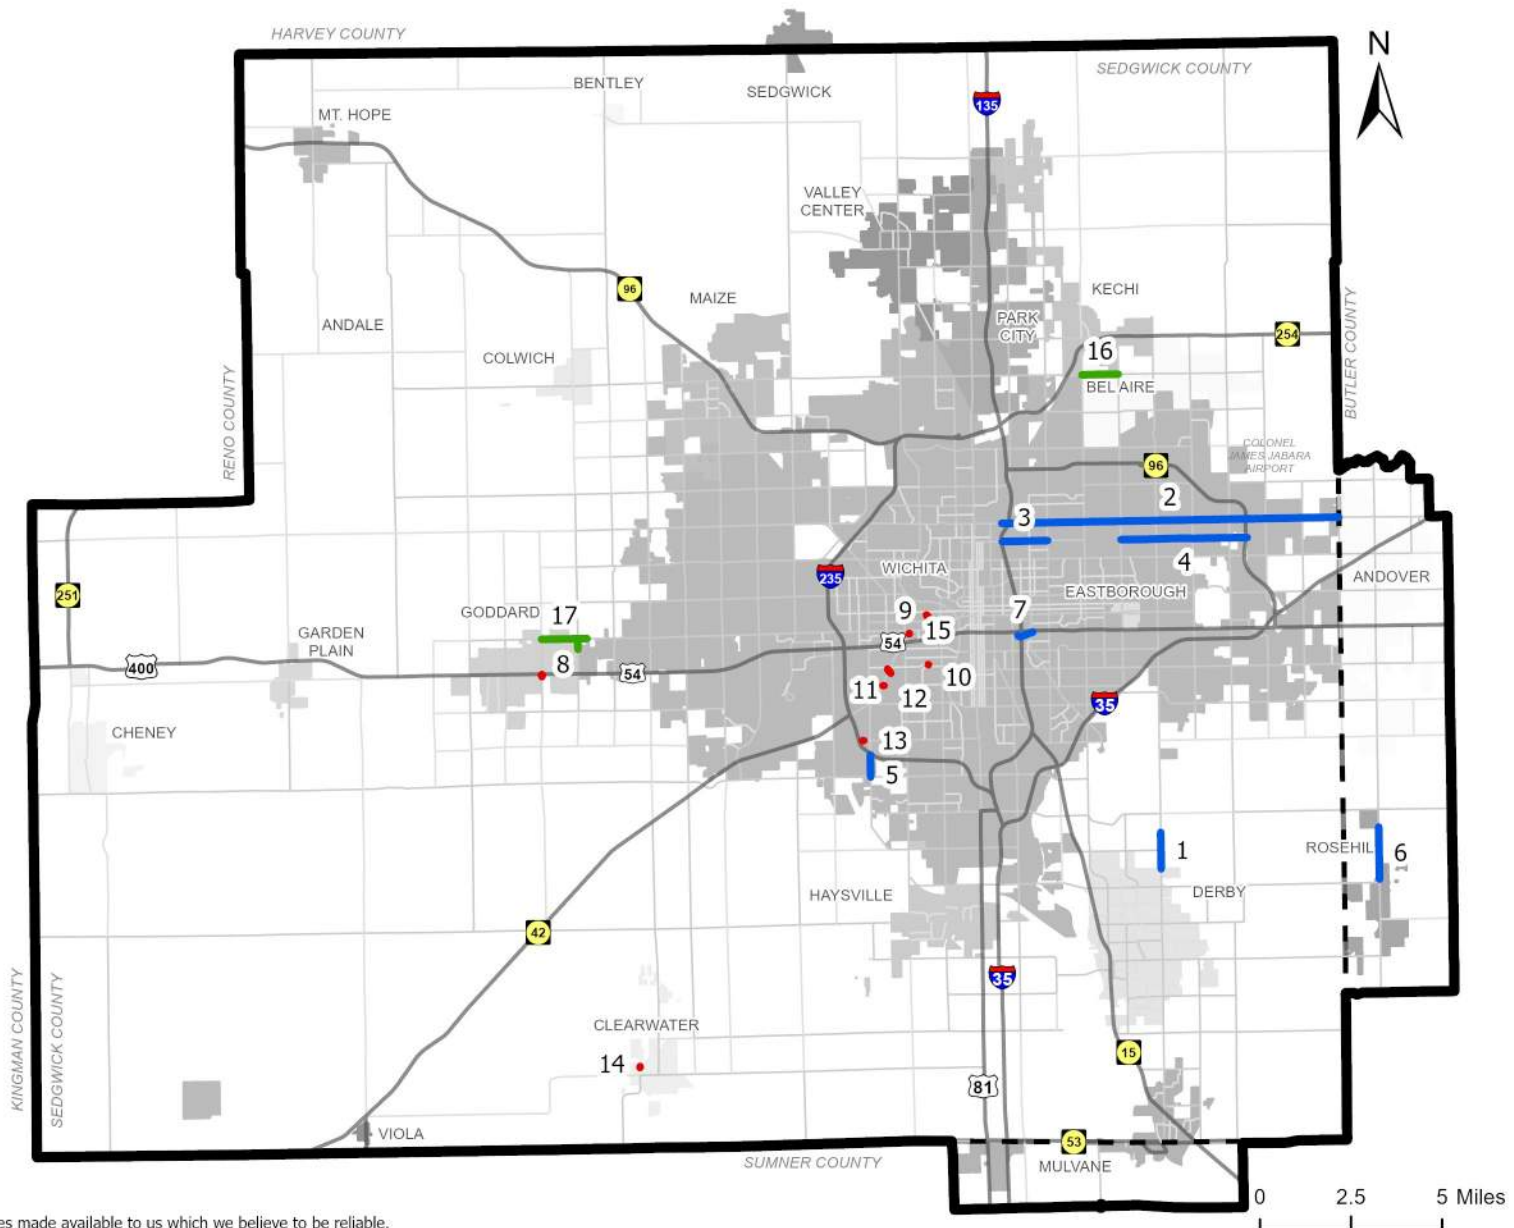 HARVEY COUNTY
SEDGWICK COUNTY
N
BENTLEY
SEDGWICK
135
MT. HOPE
VALLEY
CENTER
96
MAIZE
KECHI
BUTLER COUNTY
ANDALE
PARK
CITY
254
COLWICH
16
BEL AIRE
RENO COUNTY
COLONEL
JAMES JABARA
AIRPORT
96
2
3
4
WICHITA
235
ANDOVER
251
EASTBOROUGH
GODDARD
17
9
7
15
GARDEN
PLAIN
54
400
8
54
10
11
12
35
CHENEY
13
5
1
ROSEHIL
6
DERBY
HAYSVILLE
42
35
KINGMAN COUNTY
SEDGWICK COUNTY
CLEARWATER
14
15
81
VIOLA
53
SUMNER COUNTY
MULVANE
0
2.5
5 Miles
es made available to us which we believe to be reliable.